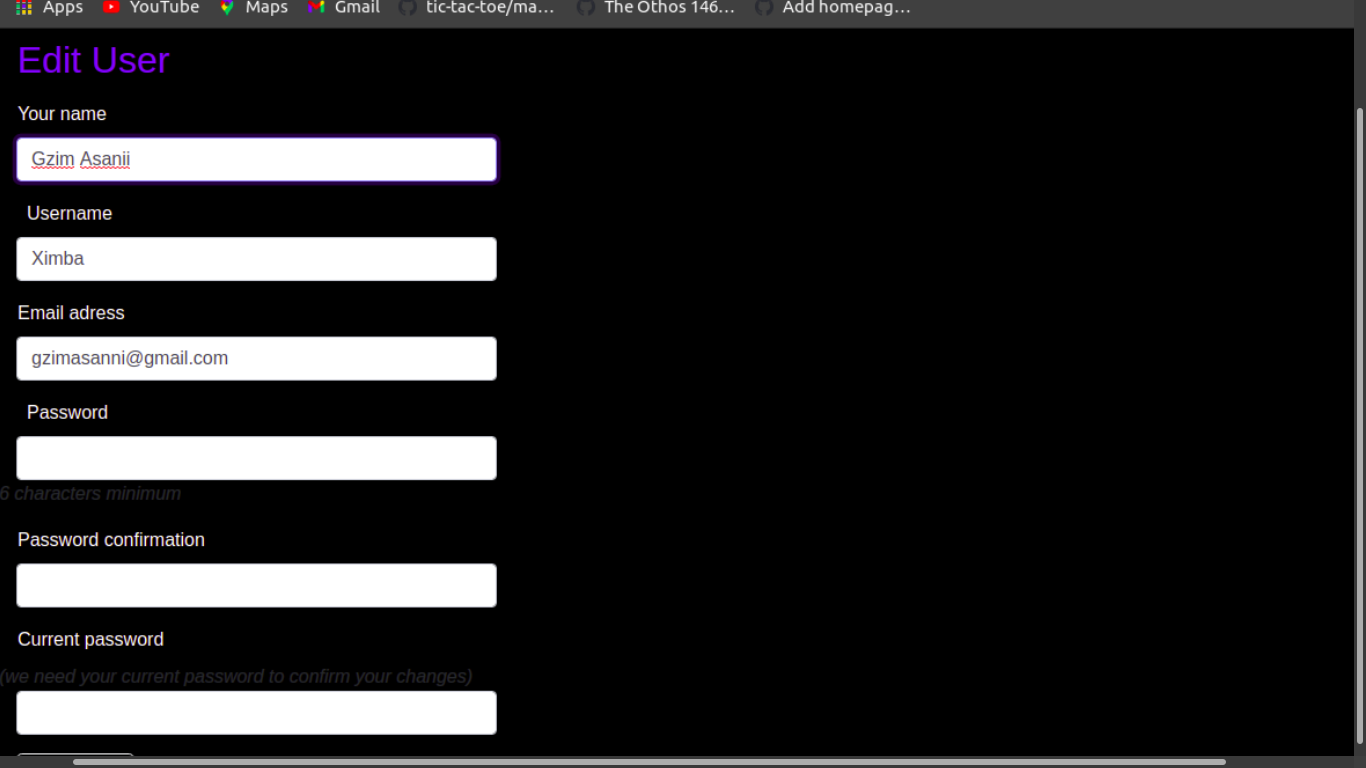 Apps YouTube Maps Gmail tic-tac-toe/ma... The Othos 146... Add homepag...
Edit User
Your name
Gzim Asanii
Username
Ximba
Email adress
gzimasanni@gmail.com
Password
6 characters minimum
Password confirmation
Current password
(we need your current password to confirm your changes)